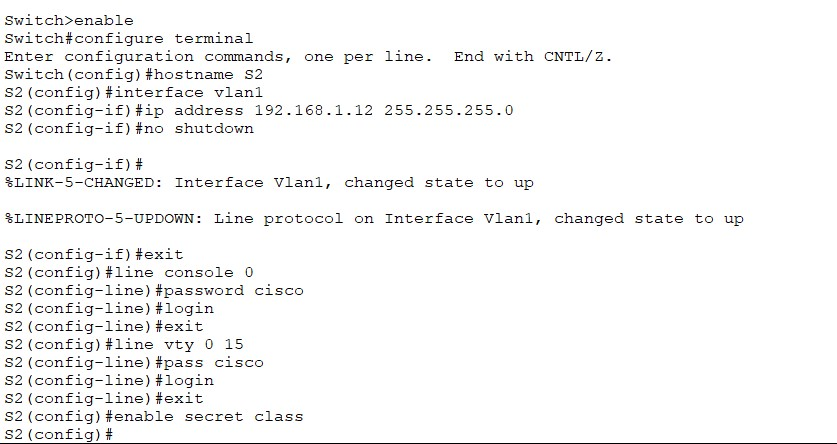 Switch>enable
Switch#configure terminal
Enter configuration commands, one per line.  End with CNTL/Z.
Switch(config)#hostname S2
S2(config)#interface vlan1
S2(config-if)#ip address 192.168.1.12 255.255.255.0
S2(config-if)#no shutdown
S2(config-if)#
%LINK-5-CHANGED: Interface Vlan1, changed state to up
%LINEPROTO-5-UPDOWN: Line protocol on Interface Vlan1, changed state to up
S2(config-if)#exit
S2(config)#line console 0
S2(config-line)#password cisco
S2(config-line)#login
S2(config-line)#exit
S2(config)#line vty 0 15
S2(config-line)#pass cisco
S2(config-line)#login
S2(config-line)#exit
S2(config)#enable secret class
S2(config)#